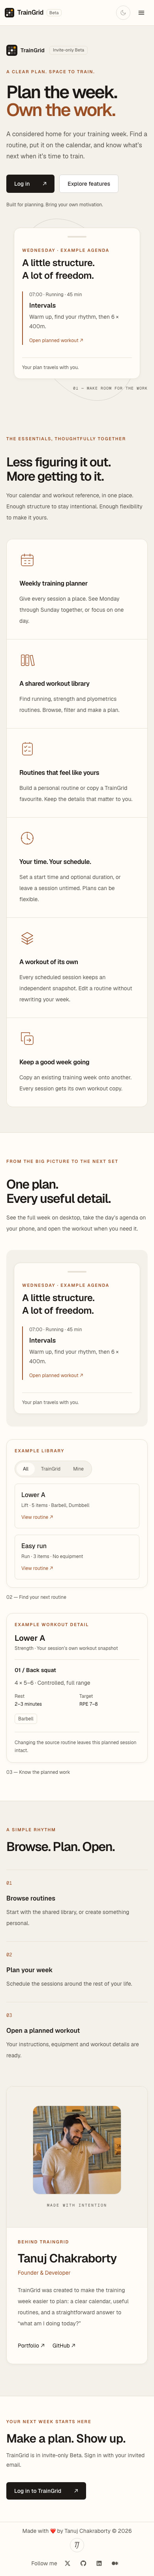 TrainGrid Beta
TrainGrid Invite-only Beta
A CLEAR PLAN. SPACE TO TRAIN.
Plan the week.
Own the work.
A considered home for your training week. Find a
routine, put it on the calendar, and know what's
next when it's time to train.
Log in ↗ Explore features
Built for planning. Bring your own motivation.
WEDNESDAY · EXAMPLE AGENDA
A little structure.
A lot of freedom.
07:00 · Running · 45 min
Intervals
Warm up, find your rhythm, then 6 ×
400m.
Open planned workout ↗
Your plan travels with you.
01 — MAKE ROOM FOR THE WORK
THE ESSENTIALS, THOUGHTFULLY TOGETHER
Less figuring it out.
More getting to it.
Your calendar and workout reference, in one place.
Enough structure to stay intentional. Enough flexibility
to make it yours.
Weekly training planner
Give every session a place. See Monday
through Sunday together, or focus on one
day.
A shared workout library
Find running, strength and plyometrics
routines. Browse, filter and make a plan.
Routines that feel like yours
Build a personal routine or copy a TrainGrid
favourite. Keep the details that matter to you.
Your time. Your schedule.
Set a start time and optional duration, or
leave a session untimed. Plans can be
flexible.
A workout of its own
Every scheduled session keeps an
independent snapshot. Edit a routine without
rewriting your week.
Keep a good week going
Copy an existing training week onto another.
Every session gets its own workout copy.
FROM THE BIG PICTURE TO THE NEXT SET
One plan.
Every useful detail.
See the full week on desktop, take the day's agenda on
your phone, and open the workout when you need it.
WEDNESDAY · EXAMPLE AGENDA
A little structure.
A lot of freedom.
07:00 · Running · 45 min
Intervals
Warm up, find your rhythm, then 6 ×
400m.
Open planned workout ↗
Your plan travels with you.
EXAMPLE LIBRARY
All TrainGrid Mine
Lower A
Lift · 5 items · Barbell, Dumbbell
View routine ↗
Easy run
Run · 3 items · No equipment
View routine ↗
02 — Find your next routine
EXAMPLE WORKOUT DETAIL
Lower A
Strength · Your session's own workout snapshot
01 / Back squat
4 × 5–6 · Controlled, full range
Rest Target
2–3 minutes RPE 7–8
Barbell
Changing the source routine leaves this planned session
intact.
03 — Know the planned work
A SIMPLE RHYTHM
Browse. Plan. Open.
01
Browse routines
Start with the shared library, or create something
personal.
02
Plan your week
Schedule the sessions around the rest of your life.
03
Open a planned workout
Your instructions, equipment and workout details are
ready.
MADE WITH INTENTION
BEHIND TRAINGRID
Tanuj Chakraborty
Founder & Developer
TrainGrid was created to make the training
week easier to plan: a clear calendar, useful
routines, and a straightforward answer to
"what am I doing today?"
Portfolio ↗ GitHub ↗
YOUR NEXT WEEK STARTS HERE
Make a plan. Show up.
TrainGrid is in invite-only Beta. Sign in with your invited
email.
Log in to TrainGrid ↗
Made with ❤️ by Tanuj Chakraborty © 2026
Follow me